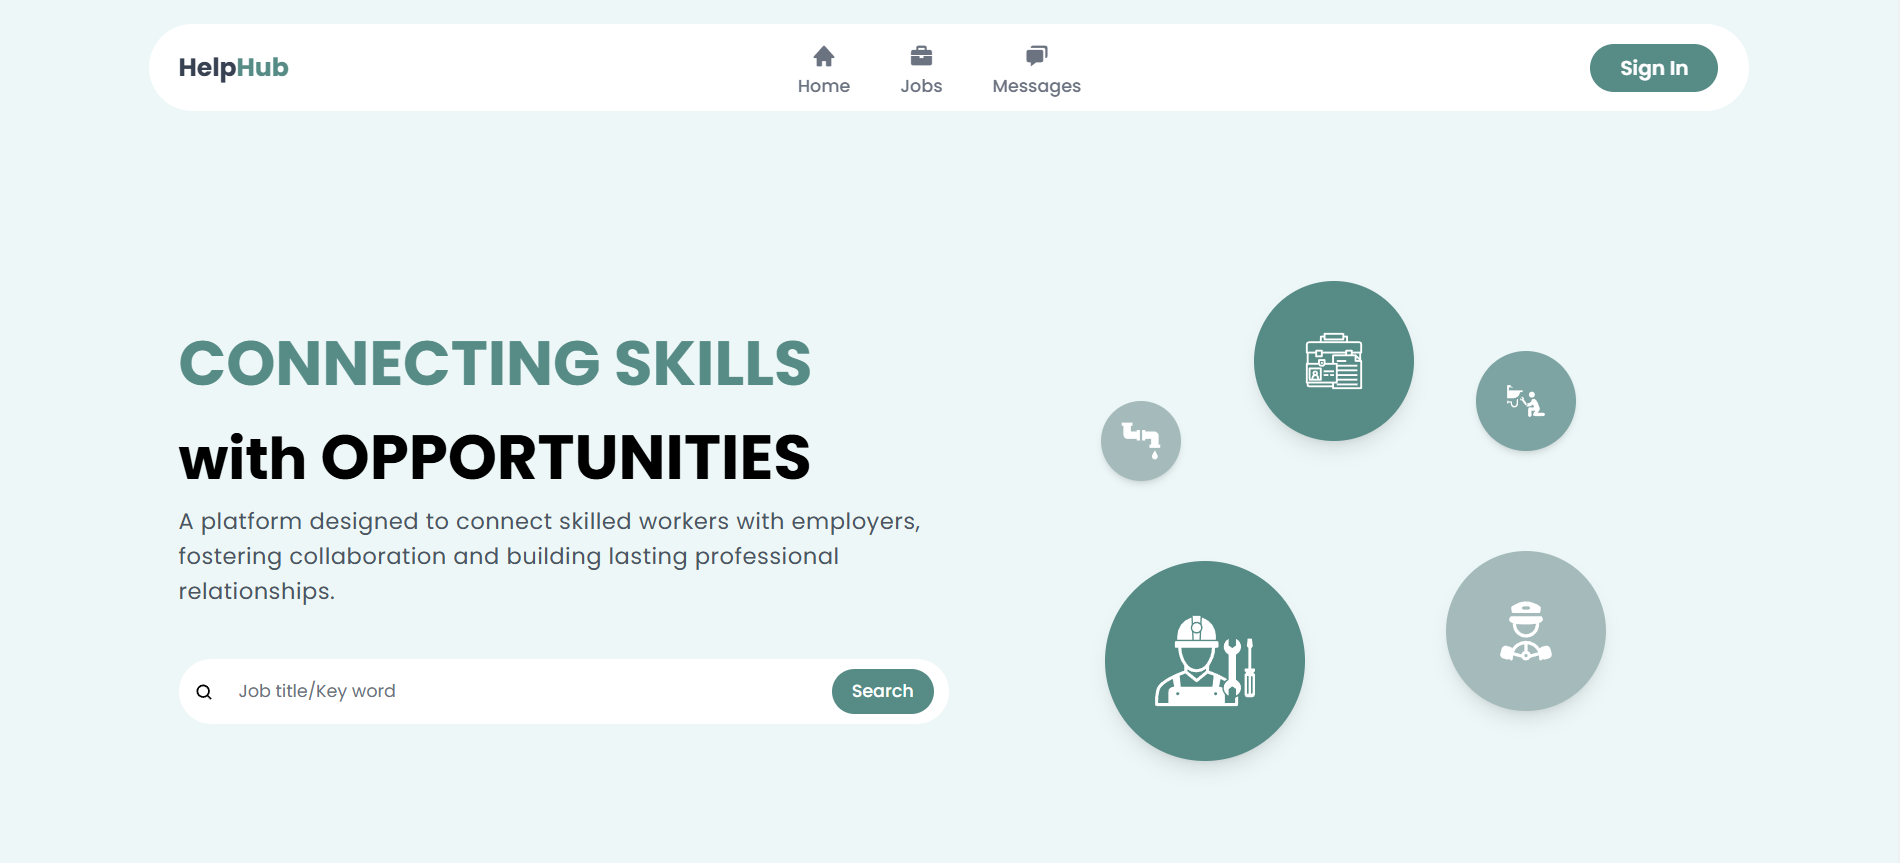 HelpHub
Home
Jobs
Messages
Sign In
CONNECTING SKILLS
with OPPORTUNITIES
A platform designed to connect skilled workers with employers,
fostering collaboration and building lasting professional
relationships.
Job title/Key word
Search